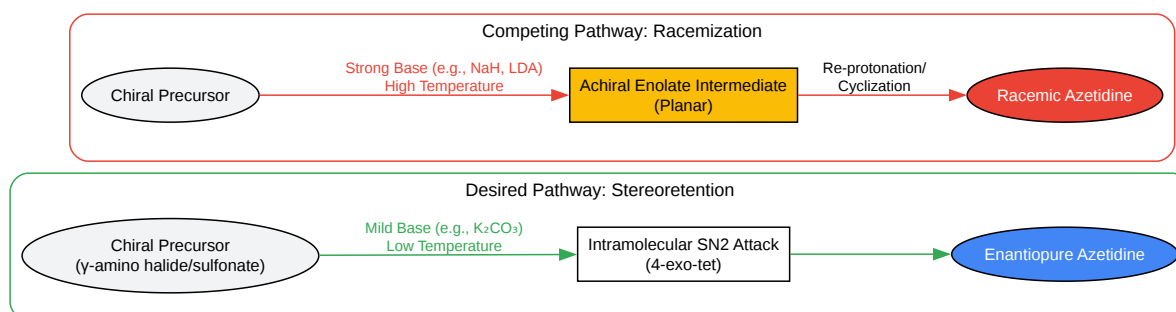 Competing Pathway: Racemization
Chiral Precursor
Strong Base (e.g., NaH, LDA)
High Temperature
Achiral Enolate Intermediate
(Planar)
Re-protonation/
Cyclization
Racemic Azetidine
Desired Pathway: Stereoretention
Chiral Precursor
(γ-amino halide/sulfonate)
Mild Base (e.g., K₂CO₃)
Low Temperature
Intramolecular SN2 Attack
(4-exo-tet)
Enantiopure Azetidine